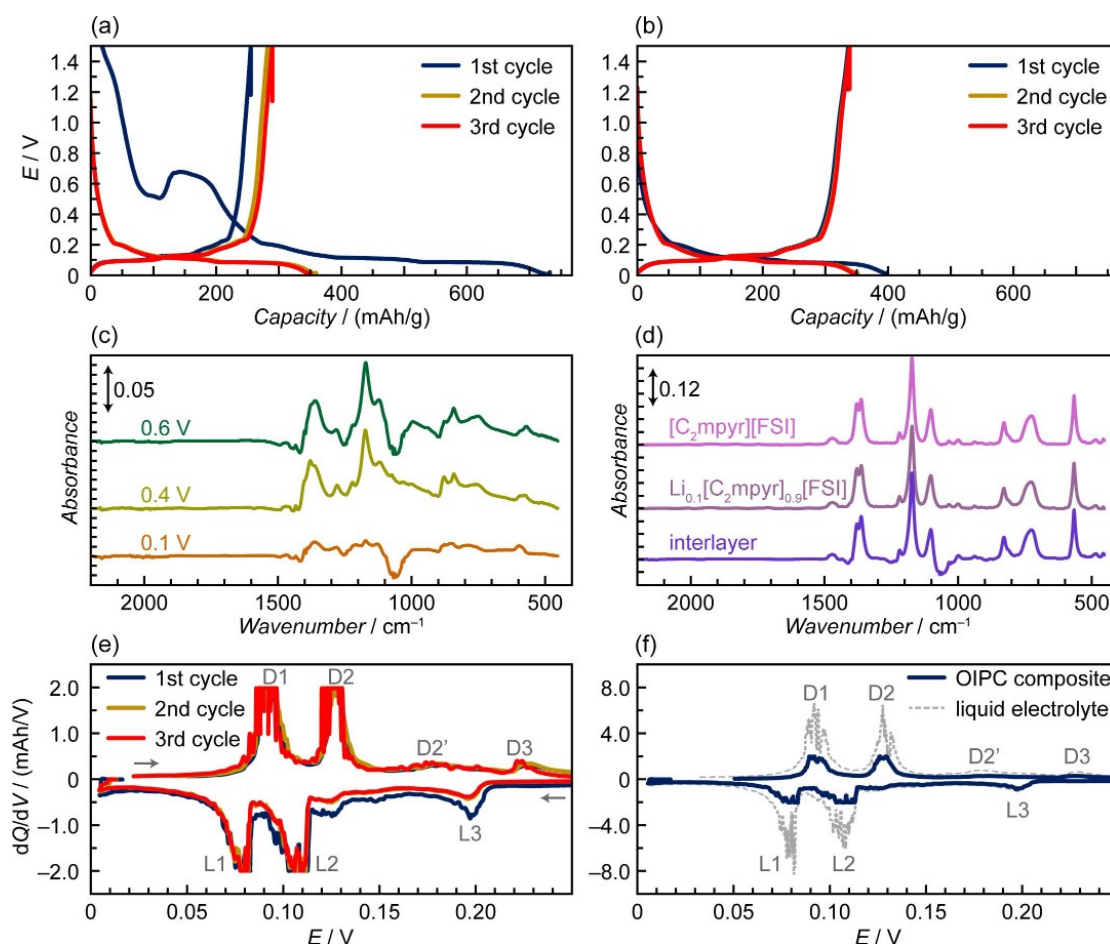 (a)
1.4
1.2
1.0
0.8
0.6
0.4
0.2
0
E / V
1st cycle
2nd cycle
3rd cycle
0 200 400 600
Capacity / (mAh/g)
(b)
1.4
1.2
1.0
0.8
0.6
0.4
0.2
0
E / V
1st cycle
2nd cycle
3rd cycle
0 200 400 600
Capacity / (mAh/g)
(c)
0.05
Absorbance
0.6 V
0.4 V
0.1 V
2000 1500 1000 500
Wavenumber / cm⁻¹
(d)
0.12
Absorbance
[C₂mpyr][FSI]
Li₀.₁[C₂mpyr]₀.₉[FSI]
interlayer
2000 1500 1000 500
Wavenumber / cm⁻¹
(e)
2.0
1.0
0
−1.0
−2.0
dQ/dV / (mAh/V)
1st cycle
2nd cycle
3rd cycle
D1 D2
D2' D3
L1 L2 L3
0 0.05 0.10 0.15 0.20
E / V
(f)
8.0
4.0
0
−4.0
−8.0
OIPC composite
liquid electrolyte
D1 D2
D2' D3
L1 L2 L3
0 0.05 0.10 0.15 0.20
E / V